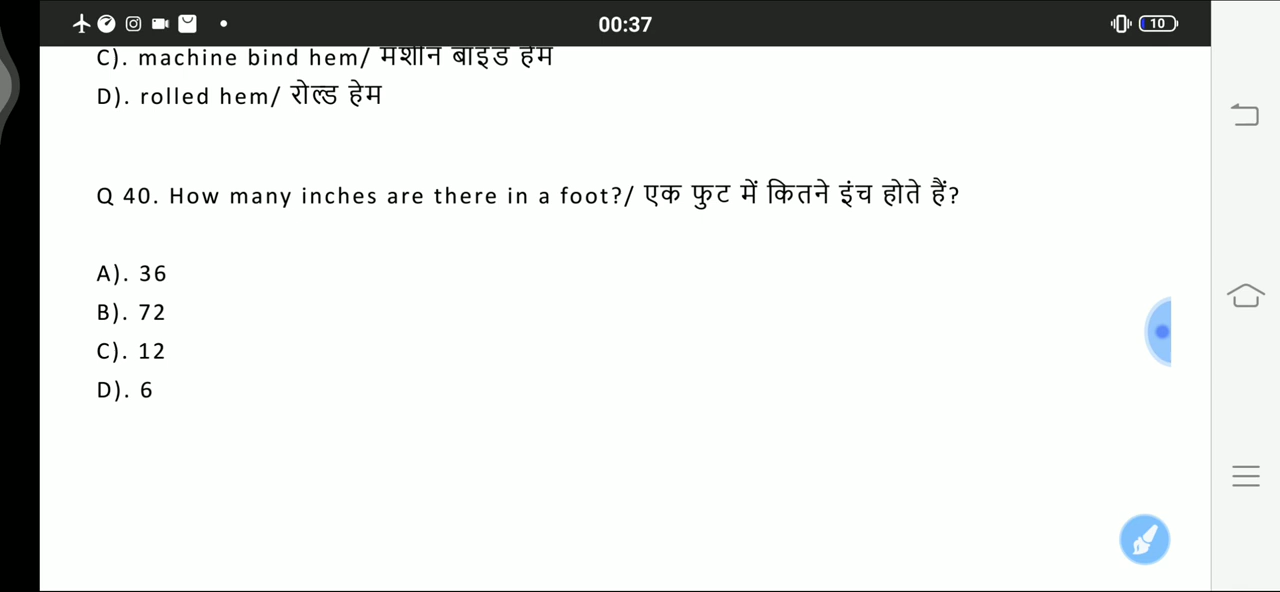 00:37
10
C). machine bind hem/ मशीन बाइंड हेम
D). rolled hem/ रोल्ड हेम
Q 40. How many inches are there in a foot?/ एक फुट में कितने इंच होते हैं?
A). 36
B). 72
C). 12
D). 6